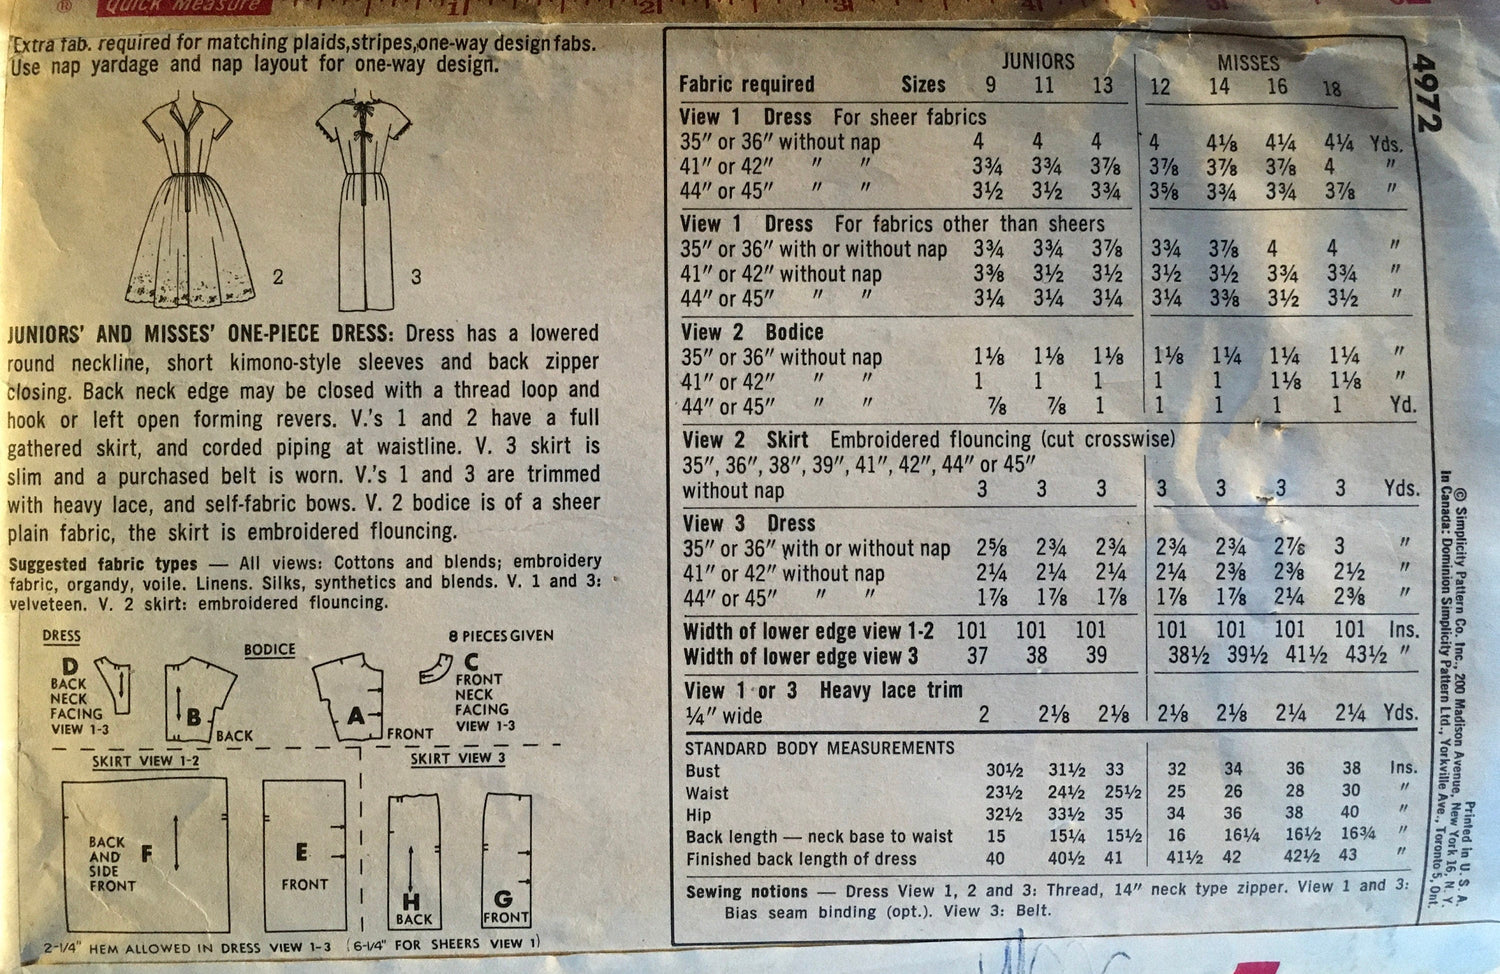 ® Quick Measure
1
2
3
4
5
Extra fab. required for matching plaids, stripes, one-way design fabs.
Use nap yardage and nap layout for one-way design.
2
3
JUNIORS' AND MISSES' ONE-PIECE DRESS: Dress has a lowered
round neckline, short kimono-style sleeves and back zipper
closing. Back neck edge may be closed with a thread loop and
hook or left open forming revers. V.'s 1 and 2 have a full
gathered skirt, and corded piping at waistline. V. 3 skirt is
slim and a purchased belt is worn. V.'s 1 and 3 are trimmed
with heavy lace, and self-fabric bows. V. 2 bodice is of a sheer
plain fabric, the skirt is embroidered flouncing.
Suggested fabric types — All views: Cottons and blends; embroidery
fabric, organdy, voile. Linens. Silks, synthetics and blends. V. 1 and 3:
velveteen. V. 2 skirt: embroidered flouncing.
DRESS
BODICE
8 PIECES GIVEN
D
BACK
NECK
FACING
VIEW 1-3
B
BACK
A
FRONT
C
FRONT
NECK
FACING
VIEW 1-3
SKIRT VIEW 1-2
SKIRT VIEW 3
BACK
AND
SIDE
FRONT
F
E
FRONT
H
BACK
G
FRONT
2-1/4" HEM ALLOWED IN DRESS VIEW 1-3 (6-1/4" FOR SHEERS VIEW 1)
JUNIORS MISSES
Fabric required Sizes 9 11 13 12 14 16 18
View 1 Dress For sheer fabrics
35" or 36" without nap 4 4 4 4 4⅛ 4¼ 4¼ Yds.
41" or 42" " " 3¾ 3¾ 3⅞ 3⅞ 3⅞ 3⅞ 4 "
44" or 45" " " 3½ 3½ 3¾ 3⅝ 3¾ 3¾ 3⅞ "
View 1 Dress For fabrics other than sheers
35" or 36" with or without nap 3¾ 3¾ 3⅞ 3¾ 3⅞ 4 4 "
41" or 42" without nap 3⅜ 3½ 3½ 3½ 3½ 3¾ 3¾ "
44" or 45" " " 3¼ 3¼ 3¼ 3¼ 3⅜ 3½ 3½ "
View 2 Bodice
35" or 36" without nap 1⅛ 1⅛ 1⅛ 1⅛ 1¼ 1¼ 1¼ "
41" or 42" " " 1 1 1 1 1 1⅛ 1⅛ "
44" or 45" " " ⅞ ⅞ 1 1 1 1 1 Yd.
View 2 Skirt Embroidered flouncing (cut crosswise)
35", 36", 38", 39", 41", 42", 44" or 45"
without nap 3 3 3 3 3 3 3 Yds.
View 3 Dress
35" or 36" with or without nap 2⅝ 2¾ 2¾ 2¾ 2¾ 2⅞ 3 "
41" or 42" without nap 2¼ 2¼ 2¼ 2¼ 2⅜ 2⅜ 2½ "
44" or 45" " " 1⅞ 1⅞ 1⅞ 1⅞ 1⅞ 2¼ 2⅜ "
Width of lower edge view 1-2 101 101 101 101 101 101 101 Ins.
Width of lower edge view 3 37 38 39 38½ 39½ 41½ 43½ "
View 1 or 3 Heavy lace trim
¼" wide 2 2⅛ 2⅛ 2⅛ 2⅛ 2¼ 2¼ Yds.
STANDARD BODY MEASUREMENTS
Bust 30½ 31½ 33 32 34 36 38 Ins.
Waist 23½ 24½ 25½ 25 26 28 30 "
Hip 32½ 33½ 35 34 36 38 40 "
Back length — neck base to waist 15 15¼ 15½ 16 16¼ 16½ 16¾ "
Finished back length of dress 40 40½ 41 41½ 42 42½ 43 "
Sewing notions — Dress View 1, 2 and 3: Thread, 14" neck type zipper. View 1 and 3:
Bias seam binding (opt.). View 3: Belt.
4972
Printed in U. S. A.
© Simplicity Pattern Co. Inc., 200 Madison Avenue, New York 16, N. Y.
In Canada: Dominion Simplicity Pattern Ltd., Yorkville Ave., Toronto 5, Ont.